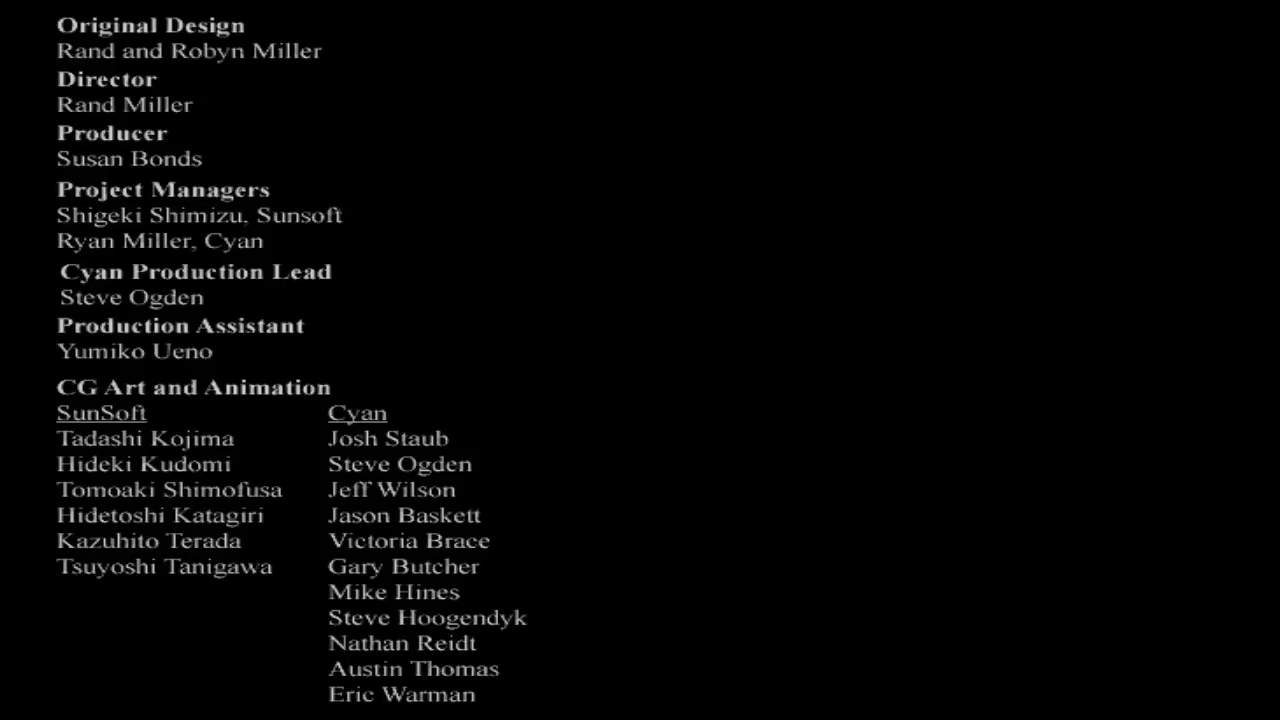 Original Design
Rand and Robyn Miller
Director
Rand Miller
Producer
Susan Bonds
Project Managers
Shigeki Shimizu, Sunsoft
Ryan Miller, Cyan
Cyan Production Lead
Steve Ogden
Production Assistant
Yumiko Ueno
CG Art and Animation
SunSoft Cyan
Tadashi Kojima Josh Staub
Hideki Kudomi Steve Ogden
Tomoaki Shimofusa Jeff Wilson
Hidetoshi Katagiri Jason Baskett
Kazuhito Terada Victoria Brace
Tsuyoshi Tanigawa Gary Butcher
Mike Hines
Steve Hoogendyk
Nathan Reidt
Austin Thomas
Eric Warman